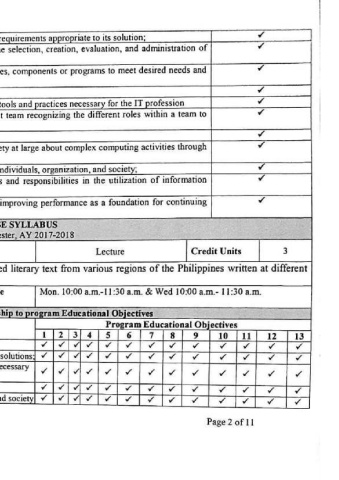 requirements appropriate to its solution; ✓
e selection, creation, evaluation, and administration of ✓
es, components or programs to meet desired needs and ✓
✓
tools and practices necessary for the IT profession ✓
t team recognizing the different roles within a team to ✓
✓
ety at large about complex computing activities through ✓
ndividuals, organization, and society; ✓
s and responsibilities in the utilization of information ✓
improving performance as a foundation for continuing ✓
SE SYLLABUS
ester, AY 2017-2018
Lecture Credit Units 3
ed literary text from various regions of the Philippines written at different
e Mon. 10:00 a.m.-11:30 a.m. & Wed 10:00 a.m.- 11:30 a.m.
hip to program Educational Objectives
Program Educational Objectives
1 2 3 4 5 6 7 8 9 10 11 12 13
✓ ✓ ✓ ✓ ✓ ✓ ✓ ✓ ✓ ✓ ✓ ✓ ✓
solutions; ✓ ✓ ✓ ✓ ✓ ✓ ✓ ✓ ✓ ✓ ✓ ✓ ✓
ecessary ✓ ✓ ✓ ✓ ✓ ✓ ✓ ✓ ✓ ✓ ✓ ✓ ✓
✓ ✓ ✓ ✓ ✓ ✓ ✓ ✓ ✓ ✓ ✓ ✓ ✓
nd society ✓ ✓ ✓ ✓ ✓ ✓ ✓ ✓ ✓ ✓ ✓ ✓ ✓
Page 2 of 11